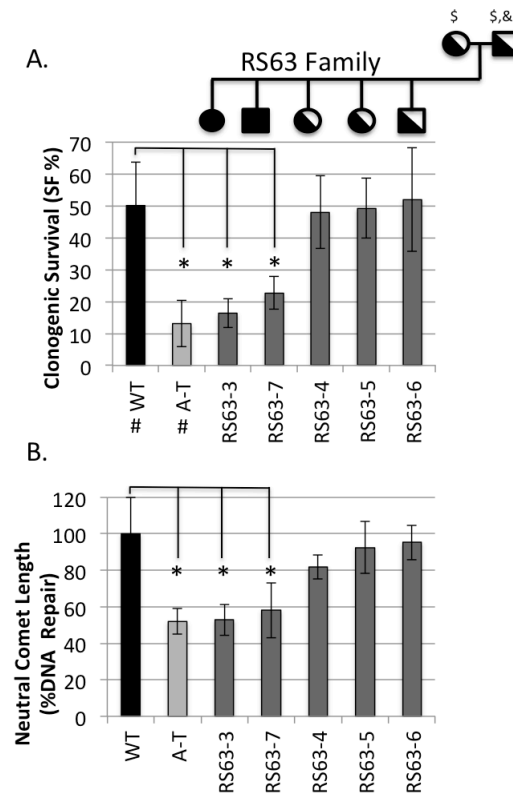 $ $,&
A.
RS63 Family
Clonogenic Survival (SF %)
70
60
50
40
30
20
10
0
* * *
# WT
# A-T
RS63-3
RS63-7
RS63-4
RS63-5
RS63-6
B.
Neutral Comet Length
(%DNA Repair)
120
100
80
60
40
20
0
* * *
WT
A-T
RS63-3
RS63-7
RS63-4
RS63-5
RS63-6